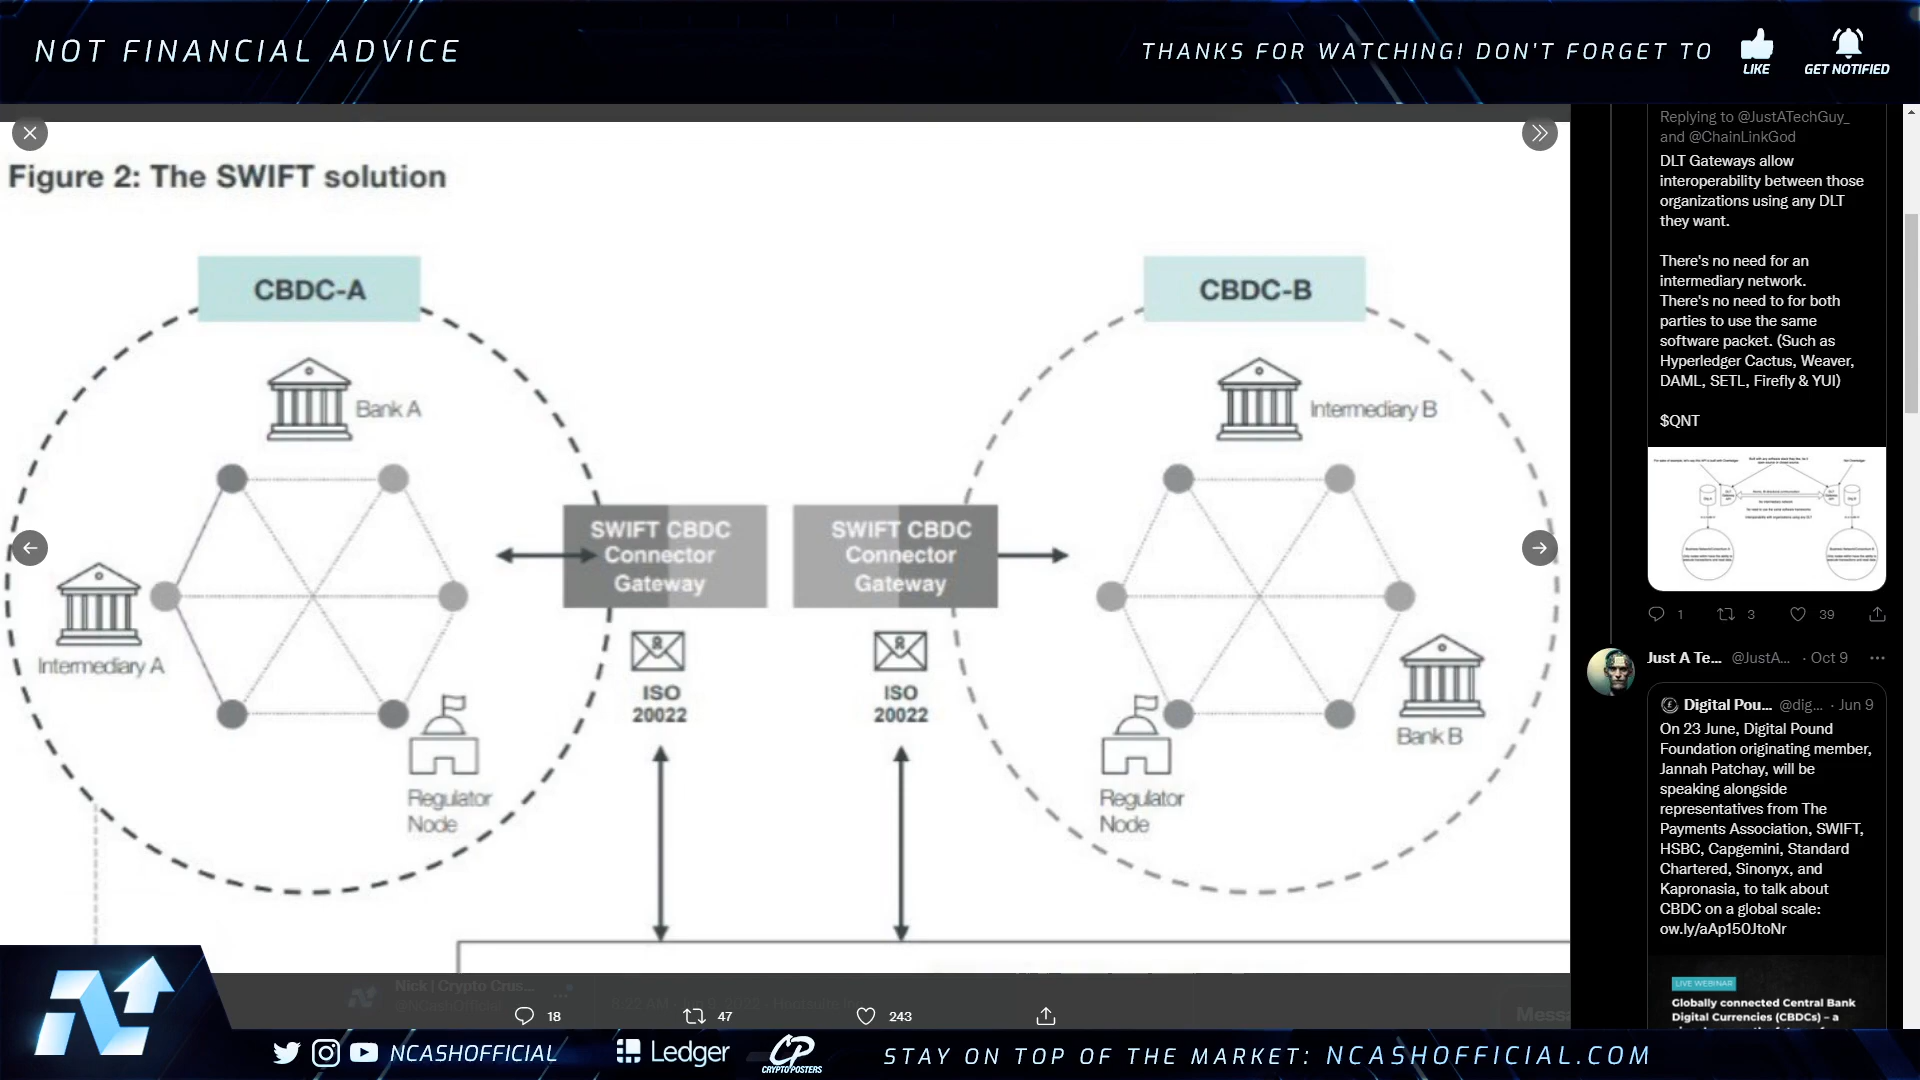 NOT FINANCIAL ADVICE
THANKS FOR WATCHING! DON'T FORGET TO
LIKE
GET NOTIFIED
Figure 2: The SWIFT solution
CBDC-A
Bank A
Intermediary A
Regulator
Node
SWIFT CBDC
Connector
Gateway
ISO
20022
SWIFT CBDC
Connector
Gateway
ISO
20022
CBDC-B
Intermediary B
Bank B
Regulator
Node
Nick | Crypto Crus...
@NCashOfficial
18
47
243
Replying to @JustATechGuy_
and @ChainLinkGod
DLT Gateways allow
interoperability between those
organizations using any DLT
they want.
There's no need for an
intermediary network.
There's no need to for both
parties to use the same
software packet. (Such as
Hyperledger Cactus, Weaver,
DAML, SETL, Firefly & YUI)
$QNT
1
3
39
Just A Te... @JustA... · Oct 9
Digital Pou... @dig... · Jun 9
On 23 June, Digital Pound
Foundation originating member,
Jannah Patchay, will be
speaking alongside
representatives from The
Payments Association, SWIFT,
HSBC, Capgemini, Standard
Chartered, Sinonyx, and
Kapronasia, to talk about
CBDC on a global scale:
ow.ly/aAp150JtoNr
LIVE WEBINAR
Globally connected Central Bank
Digital Currencies (CBDCs) – a
NCASHOFFICIAL
Ledger
CP
CRYPTO POSTERS
STAY ON TOP OF THE MARKET: NCASHOFFICIAL.COM